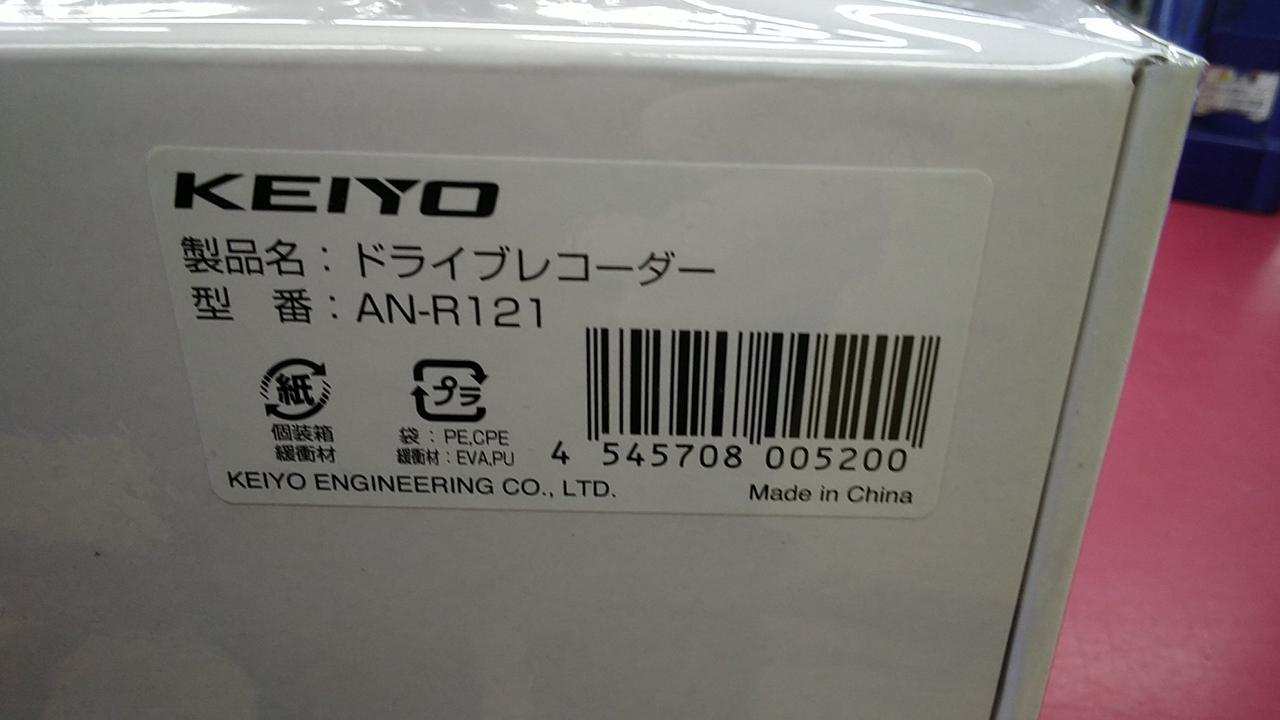 KEIYO
製品名：ドライブレコーダー
型　番：AN-R121
紙
個装箱
緩衝材
プラ
袋：PE,CPE
緩衝材：EVA,PU
4 545708 005200
KEIYO ENGINEERING CO., LTD.
Made in China